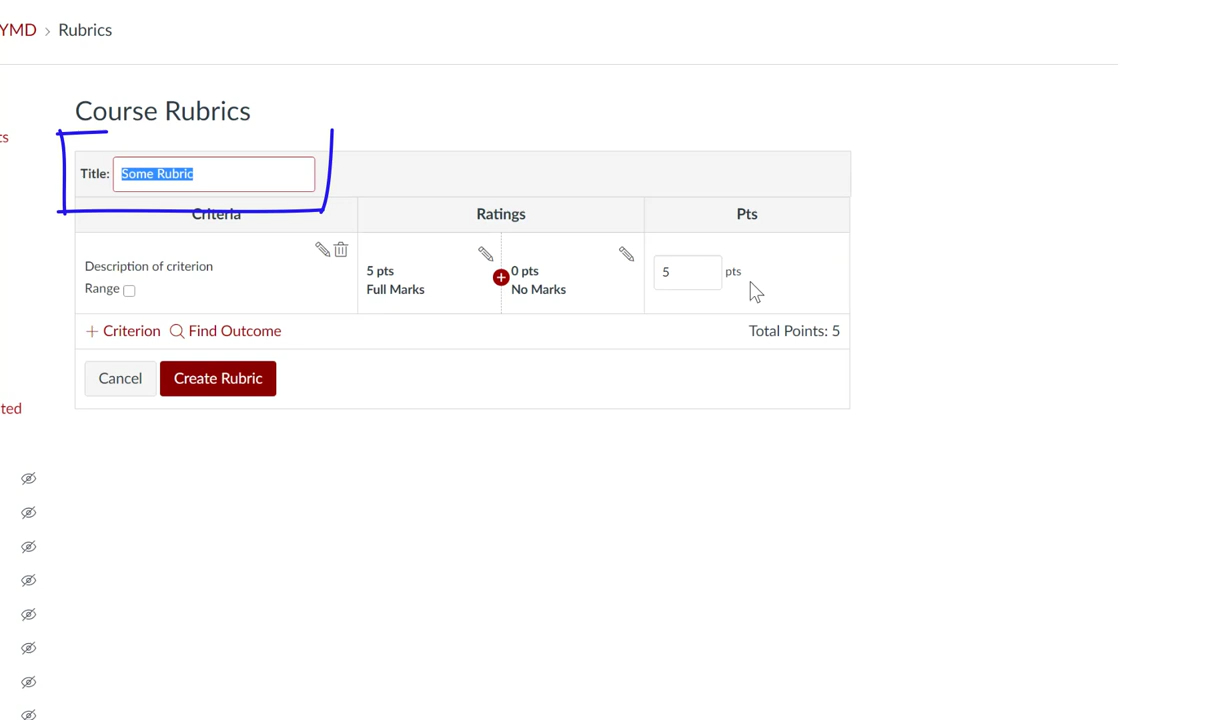 YMD > Rubrics
Course Rubrics
ts
Title: Some Rubric
Criteria Ratings Pts
Description of criterion
Range
5 pts
Full Marks
0 pts
No Marks
5 pts
+ Criterion Find Outcome Total Points: 5
Cancel Create Rubric
ted